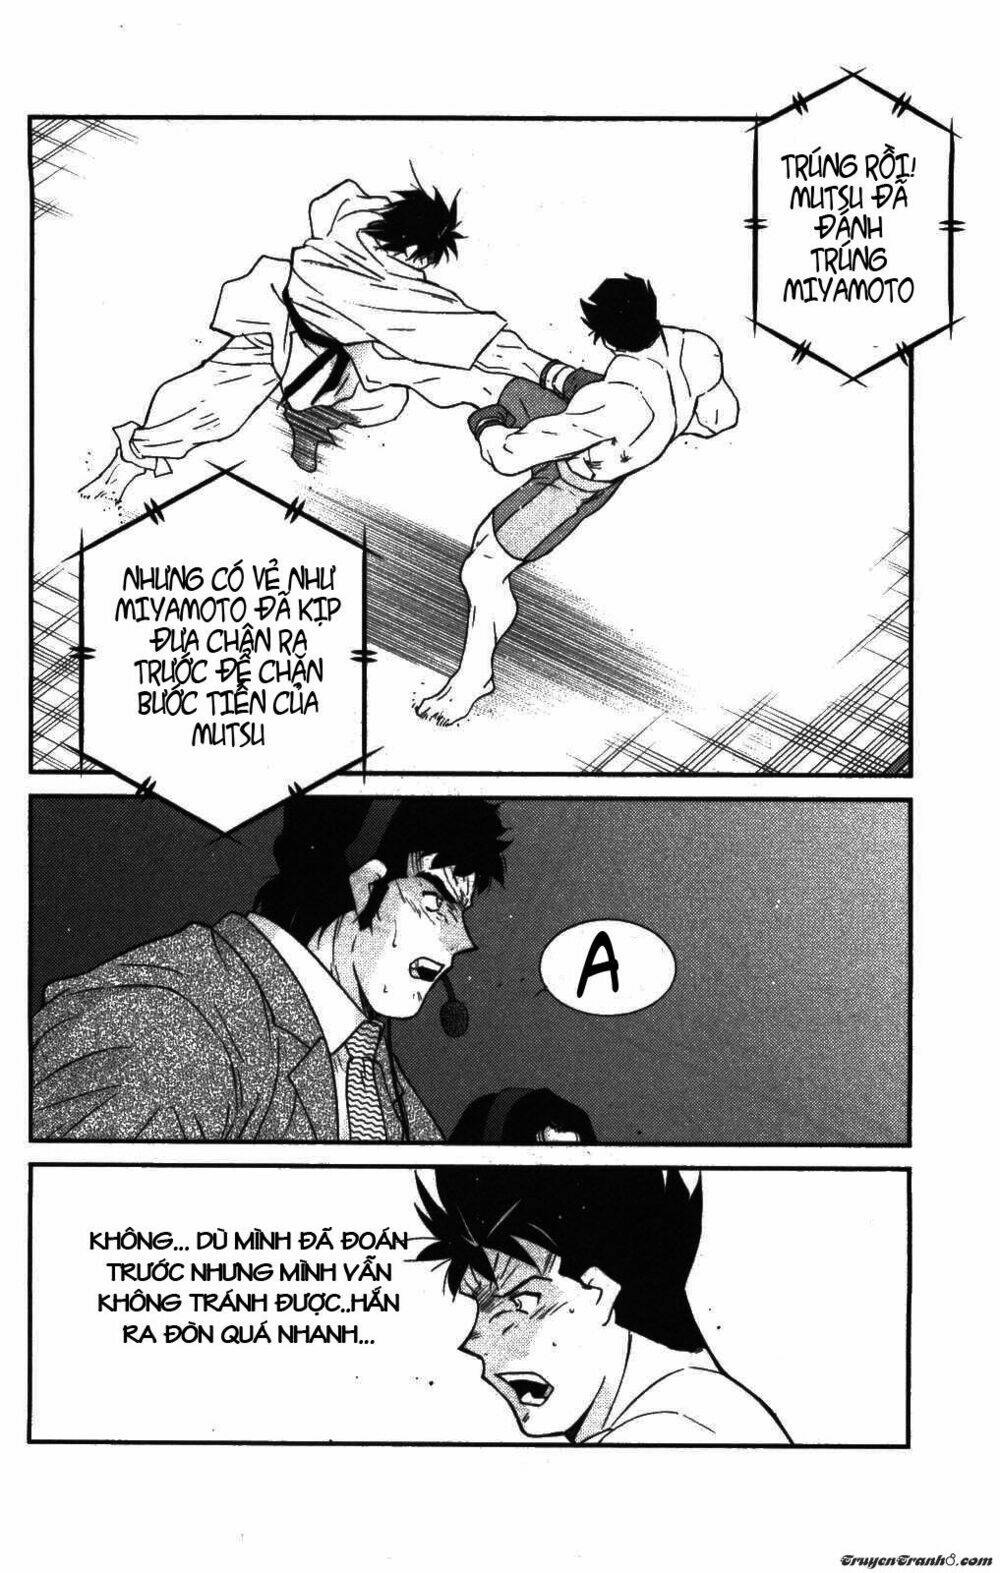 TRÚNG RỒI!
MUTSU ĐÃ
ĐÁNH
TRÚNG
MIYAMOTO
NHƯNG CÓ VẺ NHƯ
MIYAMOTO ĐÃ KỊP
ĐƯA CHÂN RA
TRƯỚC ĐỂ CHẶN
BƯỚC TIẾN CỦA
MUTSU
A
KHÔNG... DÙ MÌNH ĐÃ ĐOÁN
TRƯỚC NHƯNG MÌNH VẪN
KHÔNG TRÁNH ĐƯỢC..HẮN
RA ĐÒN QUÁ NHANH...
TruyenTranh8.com